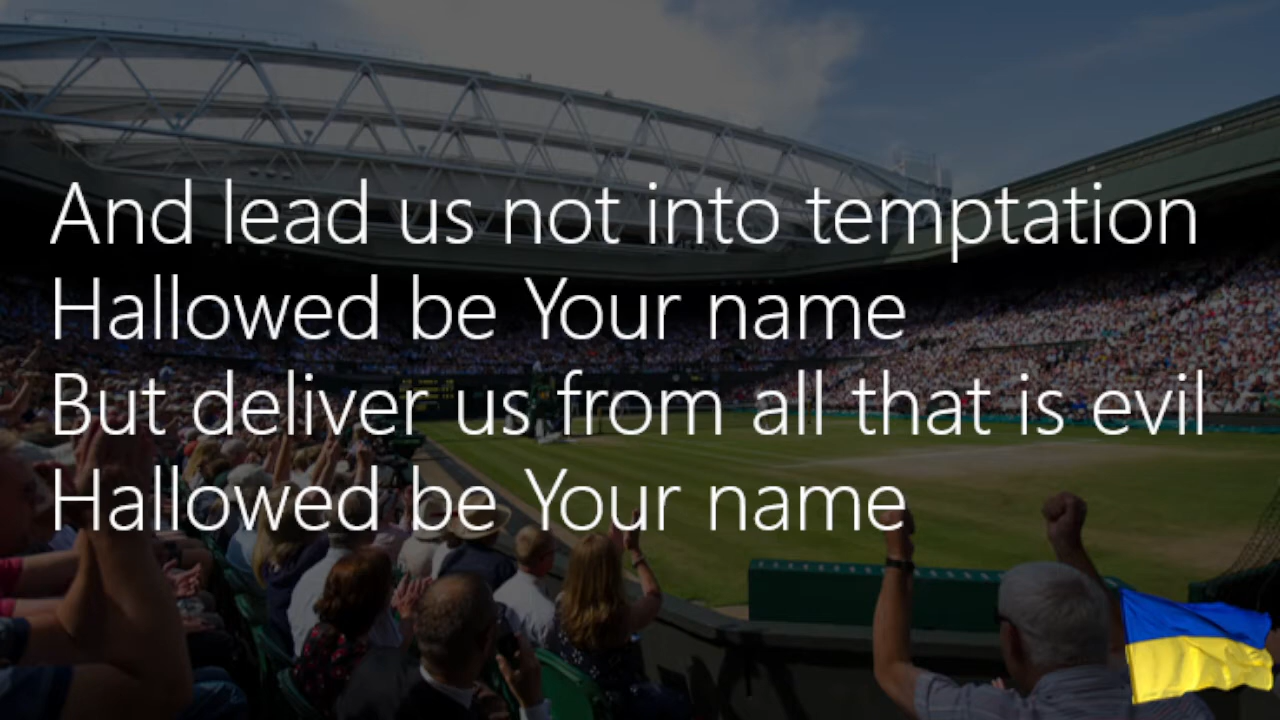 And lead us not into temptation
Hallowed be Your name
But deliver us from all that is evil
Hallowed be Your name